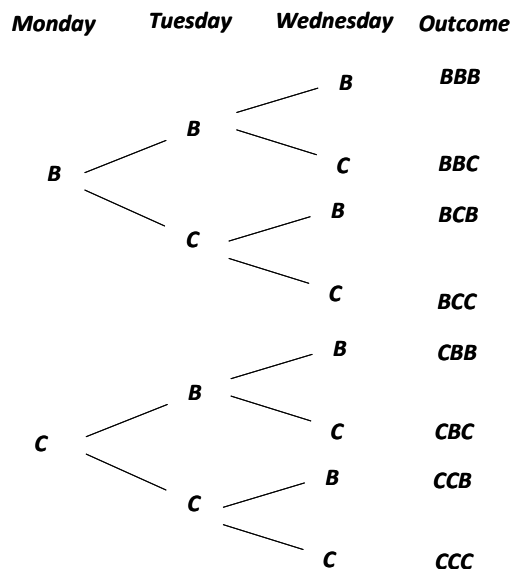 Monday Tuesday Wednesday Outcome
B BBB
B
C BBC
B
B BCB
C
C BCC
B CBB
B
C CBC
C
B CCB
C
C CCC